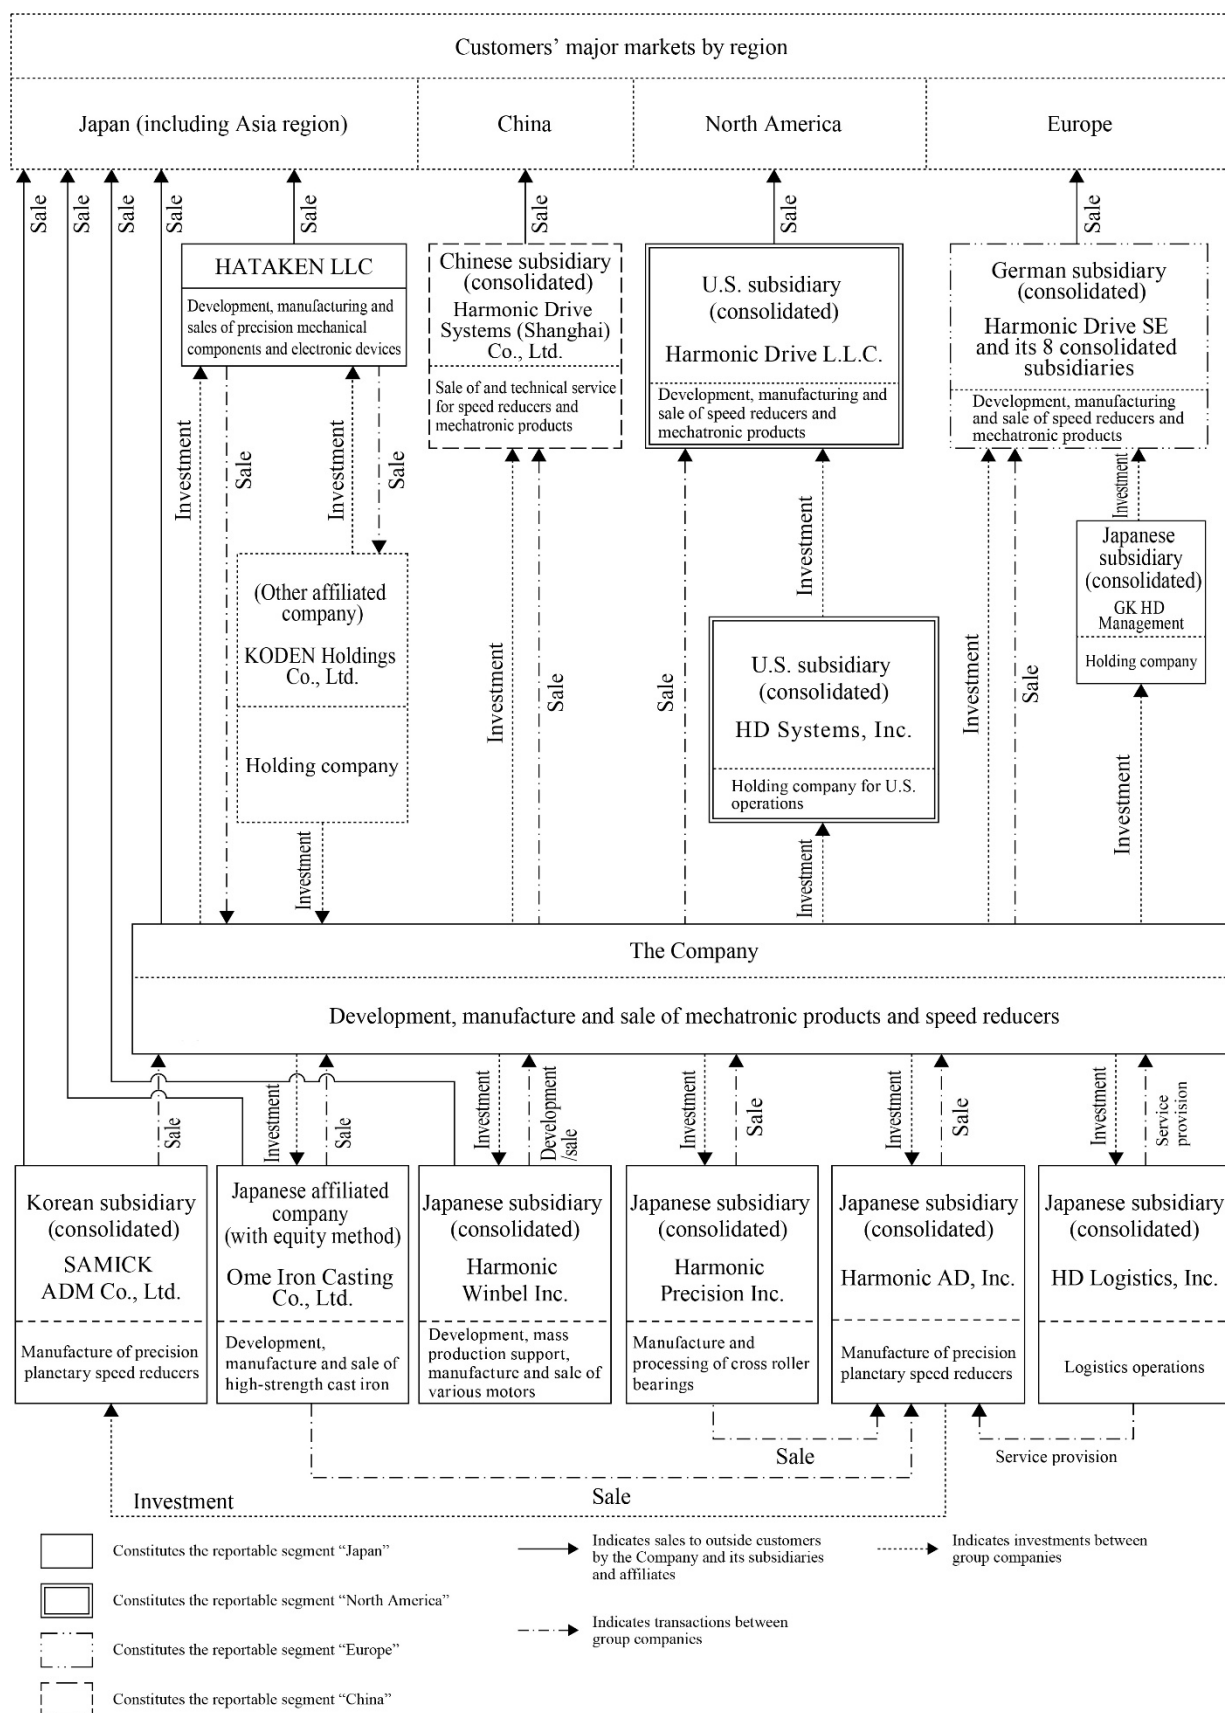 Customers’ major markets by region
Japan (including Asia region)
China
North America
Europe
Sale
Sale
Sale
Sale
Sale
Sale
Sale
Sale
HATAKEN LLC
Development, manufacturing and
sales of precision mechanical
components and electronic devices
Chinese subsidiary
(consolidated)
Harmonic Drive
Systems (Shanghai)
Co., Ltd.
Sale of and technical service
for speed reducers and
mechatronic products
U.S. subsidiary
(consolidated)
Harmonic Drive L.L.C.
Development, manufacturing and
sale of speed reducers and
mechatronic products
German subsidiary
(consolidated)
Harmonic Drive SE
and its 8 consolidated
subsidiaries
Development, manufacturing
and sale of speed reducers and
mechatronic products
Investment
Sale
Investment
Sale
Investment
Investment
(Other affiliated
company)
KODEN Holdings
Co., Ltd.
Holding company
Japanese
subsidiary
(consolidated)
GK HD
Management
Holding company
Investment
Sale
Sale
U.S. subsidiary
(consolidated)
HD Systems, Inc.
Holding company for U.S.
operations
Investment
Sale
Investment
Investment
Investment
The Company
Development, manufacture and sale of mechatronic products and speed reducers
Sale
Investment
Sale
Investment
Development
/sale
Investment
Sale
Investment
Sale
Investment
Service
provision
Korean subsidiary
(consolidated)
SAMICK
ADM Co., Ltd.
Manufacture of precision
planetary speed reducers
Japanese affiliated
company
(with equity method)
Ome Iron Casting
Co., Ltd.
Development,
manufacture and sale of
high-strength cast iron
Japanese subsidiary
(consolidated)
Harmonic
Winbel Inc.
Development, mass
production support,
manufacture and sale of
various motors
Japanese subsidiary
(consolidated)
Harmonic
Precision Inc.
Manufacture and
processing of cross roller
bearings
Japanese subsidiary
(consolidated)
Harmonic AD, Inc.
Manufacture of precision
planetary speed reducers
Japanese subsidiary
(consolidated)
HD Logistics, Inc.
Logistics operations
Sale
Service provision
Sale
Investment
Constitutes the reportable segment “Japan”
Constitutes the reportable segment “North America”
Constitutes the reportable segment “Europe”
Constitutes the reportable segment “China”
Indicates sales to outside customers
by the Company and its subsidiaries
and affiliates
Indicates transactions between
group companies
Indicates investments between
group companies